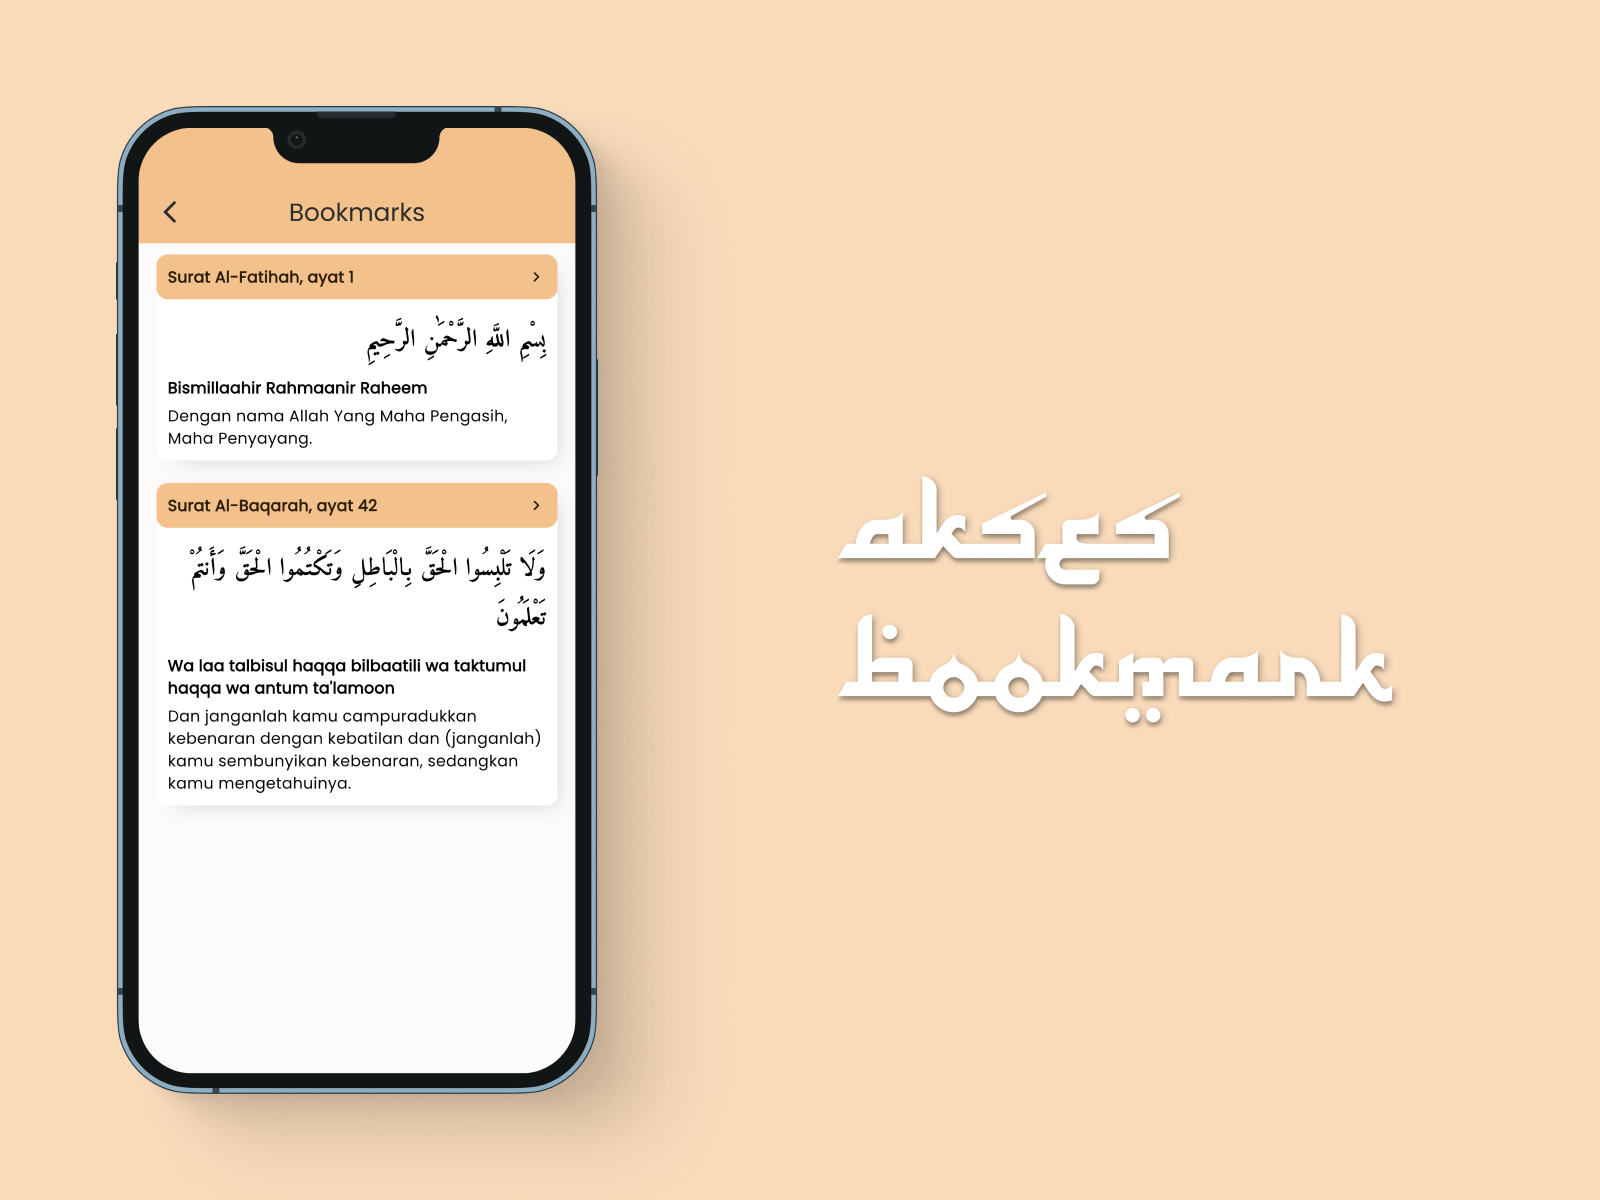 Bookmarks
Surat Al-Fatihah, ayat 1
بِسْمِ اللَّهِ الرَّحْمَٰنِ الرَّحِيمِ
Bismillaahir Rahmaanir Raheem
Dengan nama Allah Yang Maha Pengasih,
Maha Penyayang.
Surat Al-Baqarah, ayat 42
وَلَا تَلْبِسُوا الْحَقَّ بِالْبَاطِلِ وَتَكْتُمُوا الْحَقَّ وَأَنتُمْ
تَعْلَمُونَ
Wa laa talbisul haqqa bilbaatili wa taktumul
haqqa wa antum ta'lamoon
Dan janganlah kamu campuradukkan
kebenaran dengan kebatilan dan (janganlah)
kamu sembunyikan kebenaran, sedangkan
kamu mengetahuinya.
akses
bookmark